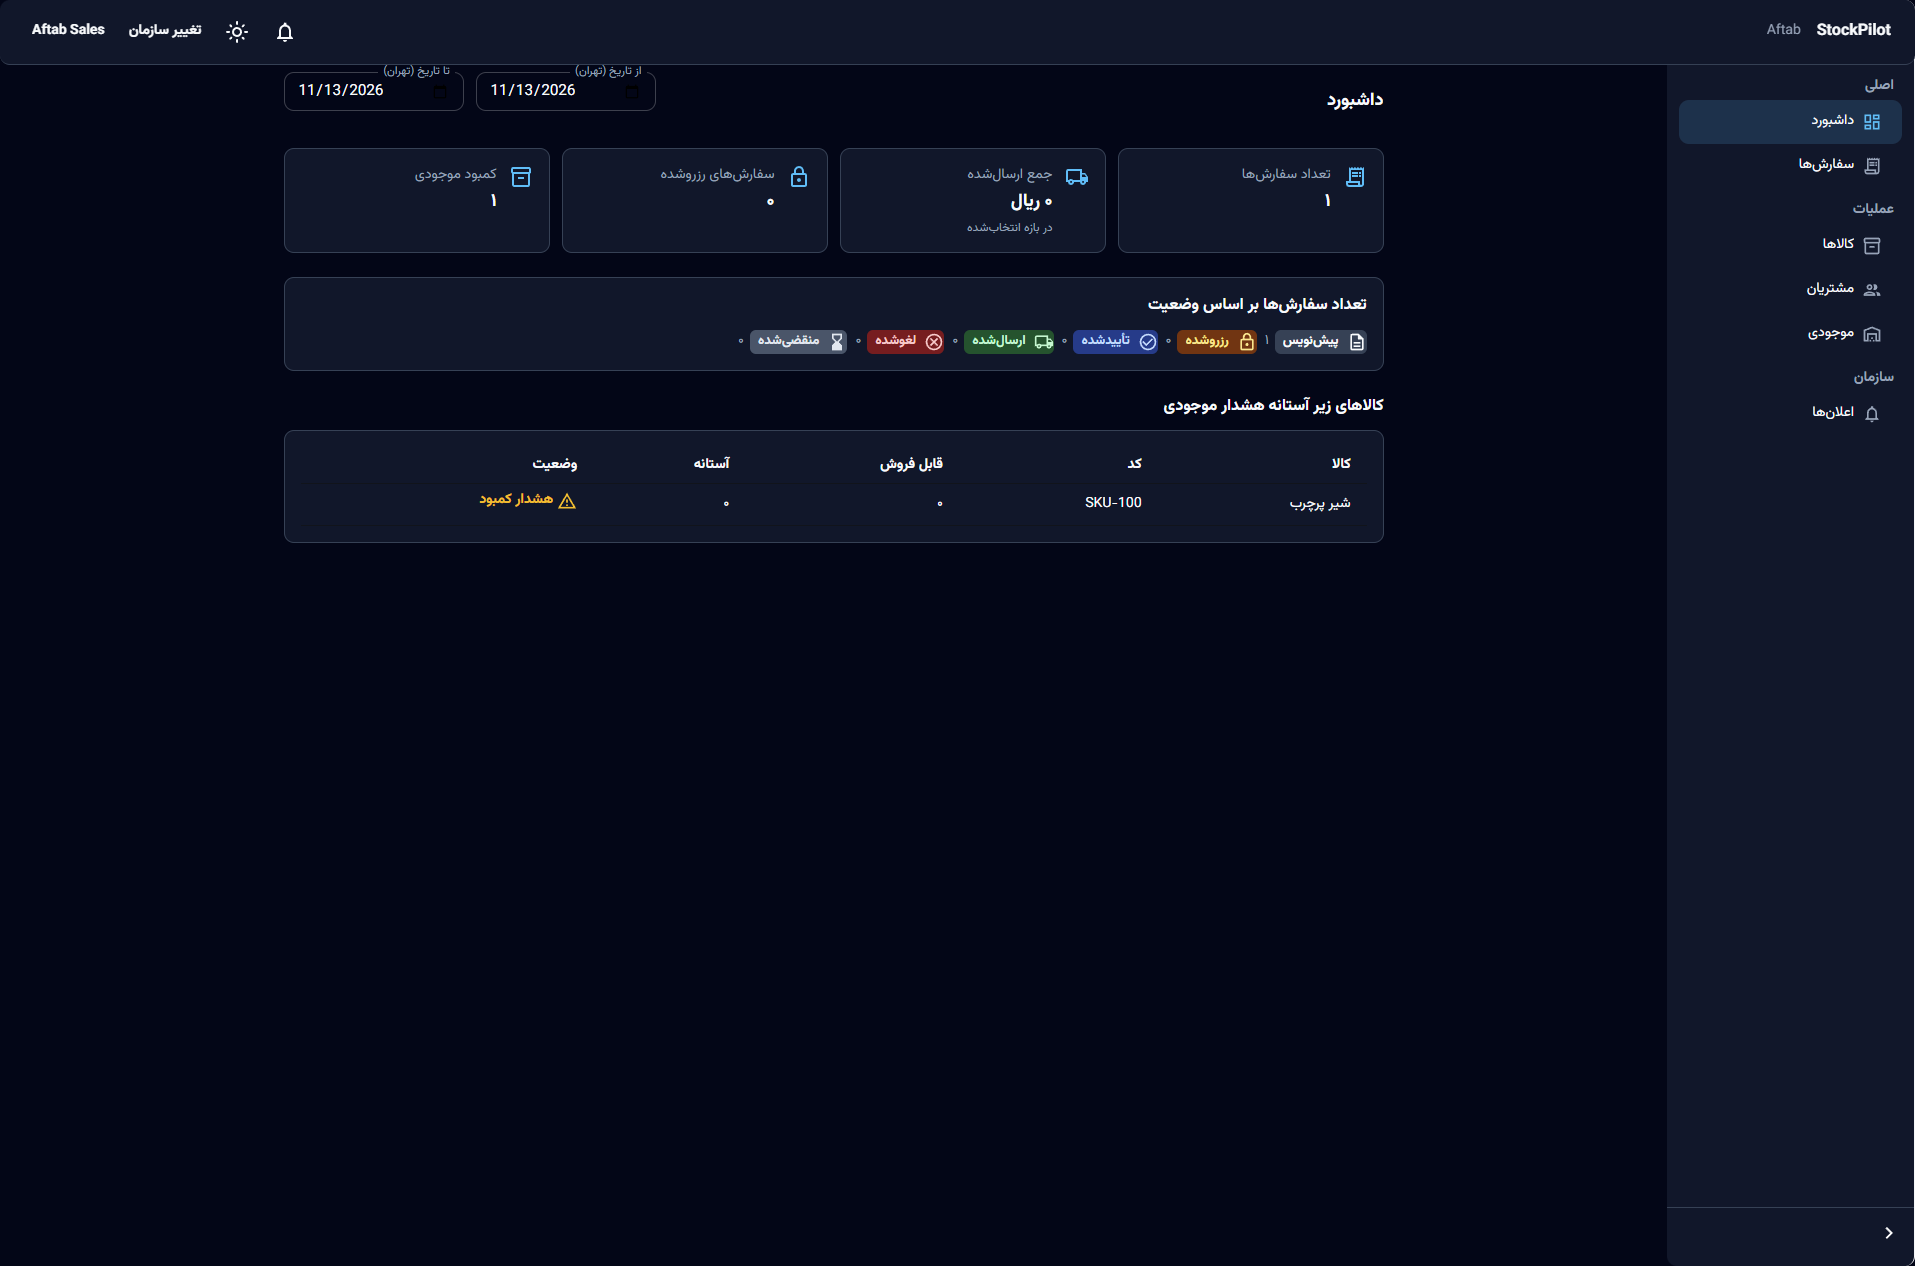 StockPilot Aftab
تغییر سازمان Aftab Sales
اصلی
داشبورد
سفارش‌ها
عملیات
کالاها
مشتریان
موجودی
سازمان
اعلان‌ها
داشبورد
از تاریخ (تهران)
11/13/2026
تا تاریخ (تهران)
11/13/2026
تعداد سفارش‌ها
۱
جمع ارسال‌شده
۰ ریال
در بازه انتخاب‌شده
سفارش‌های رزروشده
۰
کمبود موجودی
۱
تعداد سفارش‌ها بر اساس وضعیت
پیش‌نویس ۱ رزروشده ۰ تأییدشده ۰ ارسال‌شده ۰ لغوشده ۰ منقضی‌شده ۰
کالاهای زیر آستانه هشدار موجودی
کالا کد قابل فروش آستانه وضعیت
شیر پرچرب SKU-100 ۰ ۰ هشدار کمبود